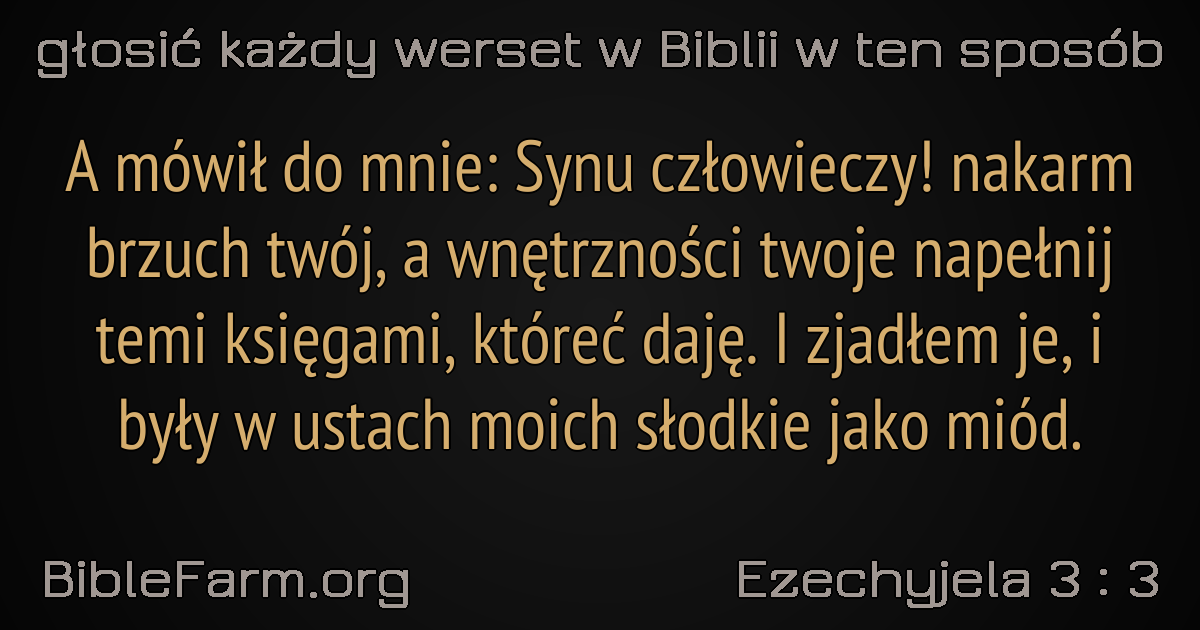 głosić każdy werset w Biblii w ten sposób
A mówił do mnie: Synu człowieczy! nakarm
brzuch twój, a wnętrzności twoje napełnij
temi księgami, któreć daję. I zjadłem je, i
były w ustach moich słodkie jako miód.
BibleFarm.org
Ezechyjela 3 : 3